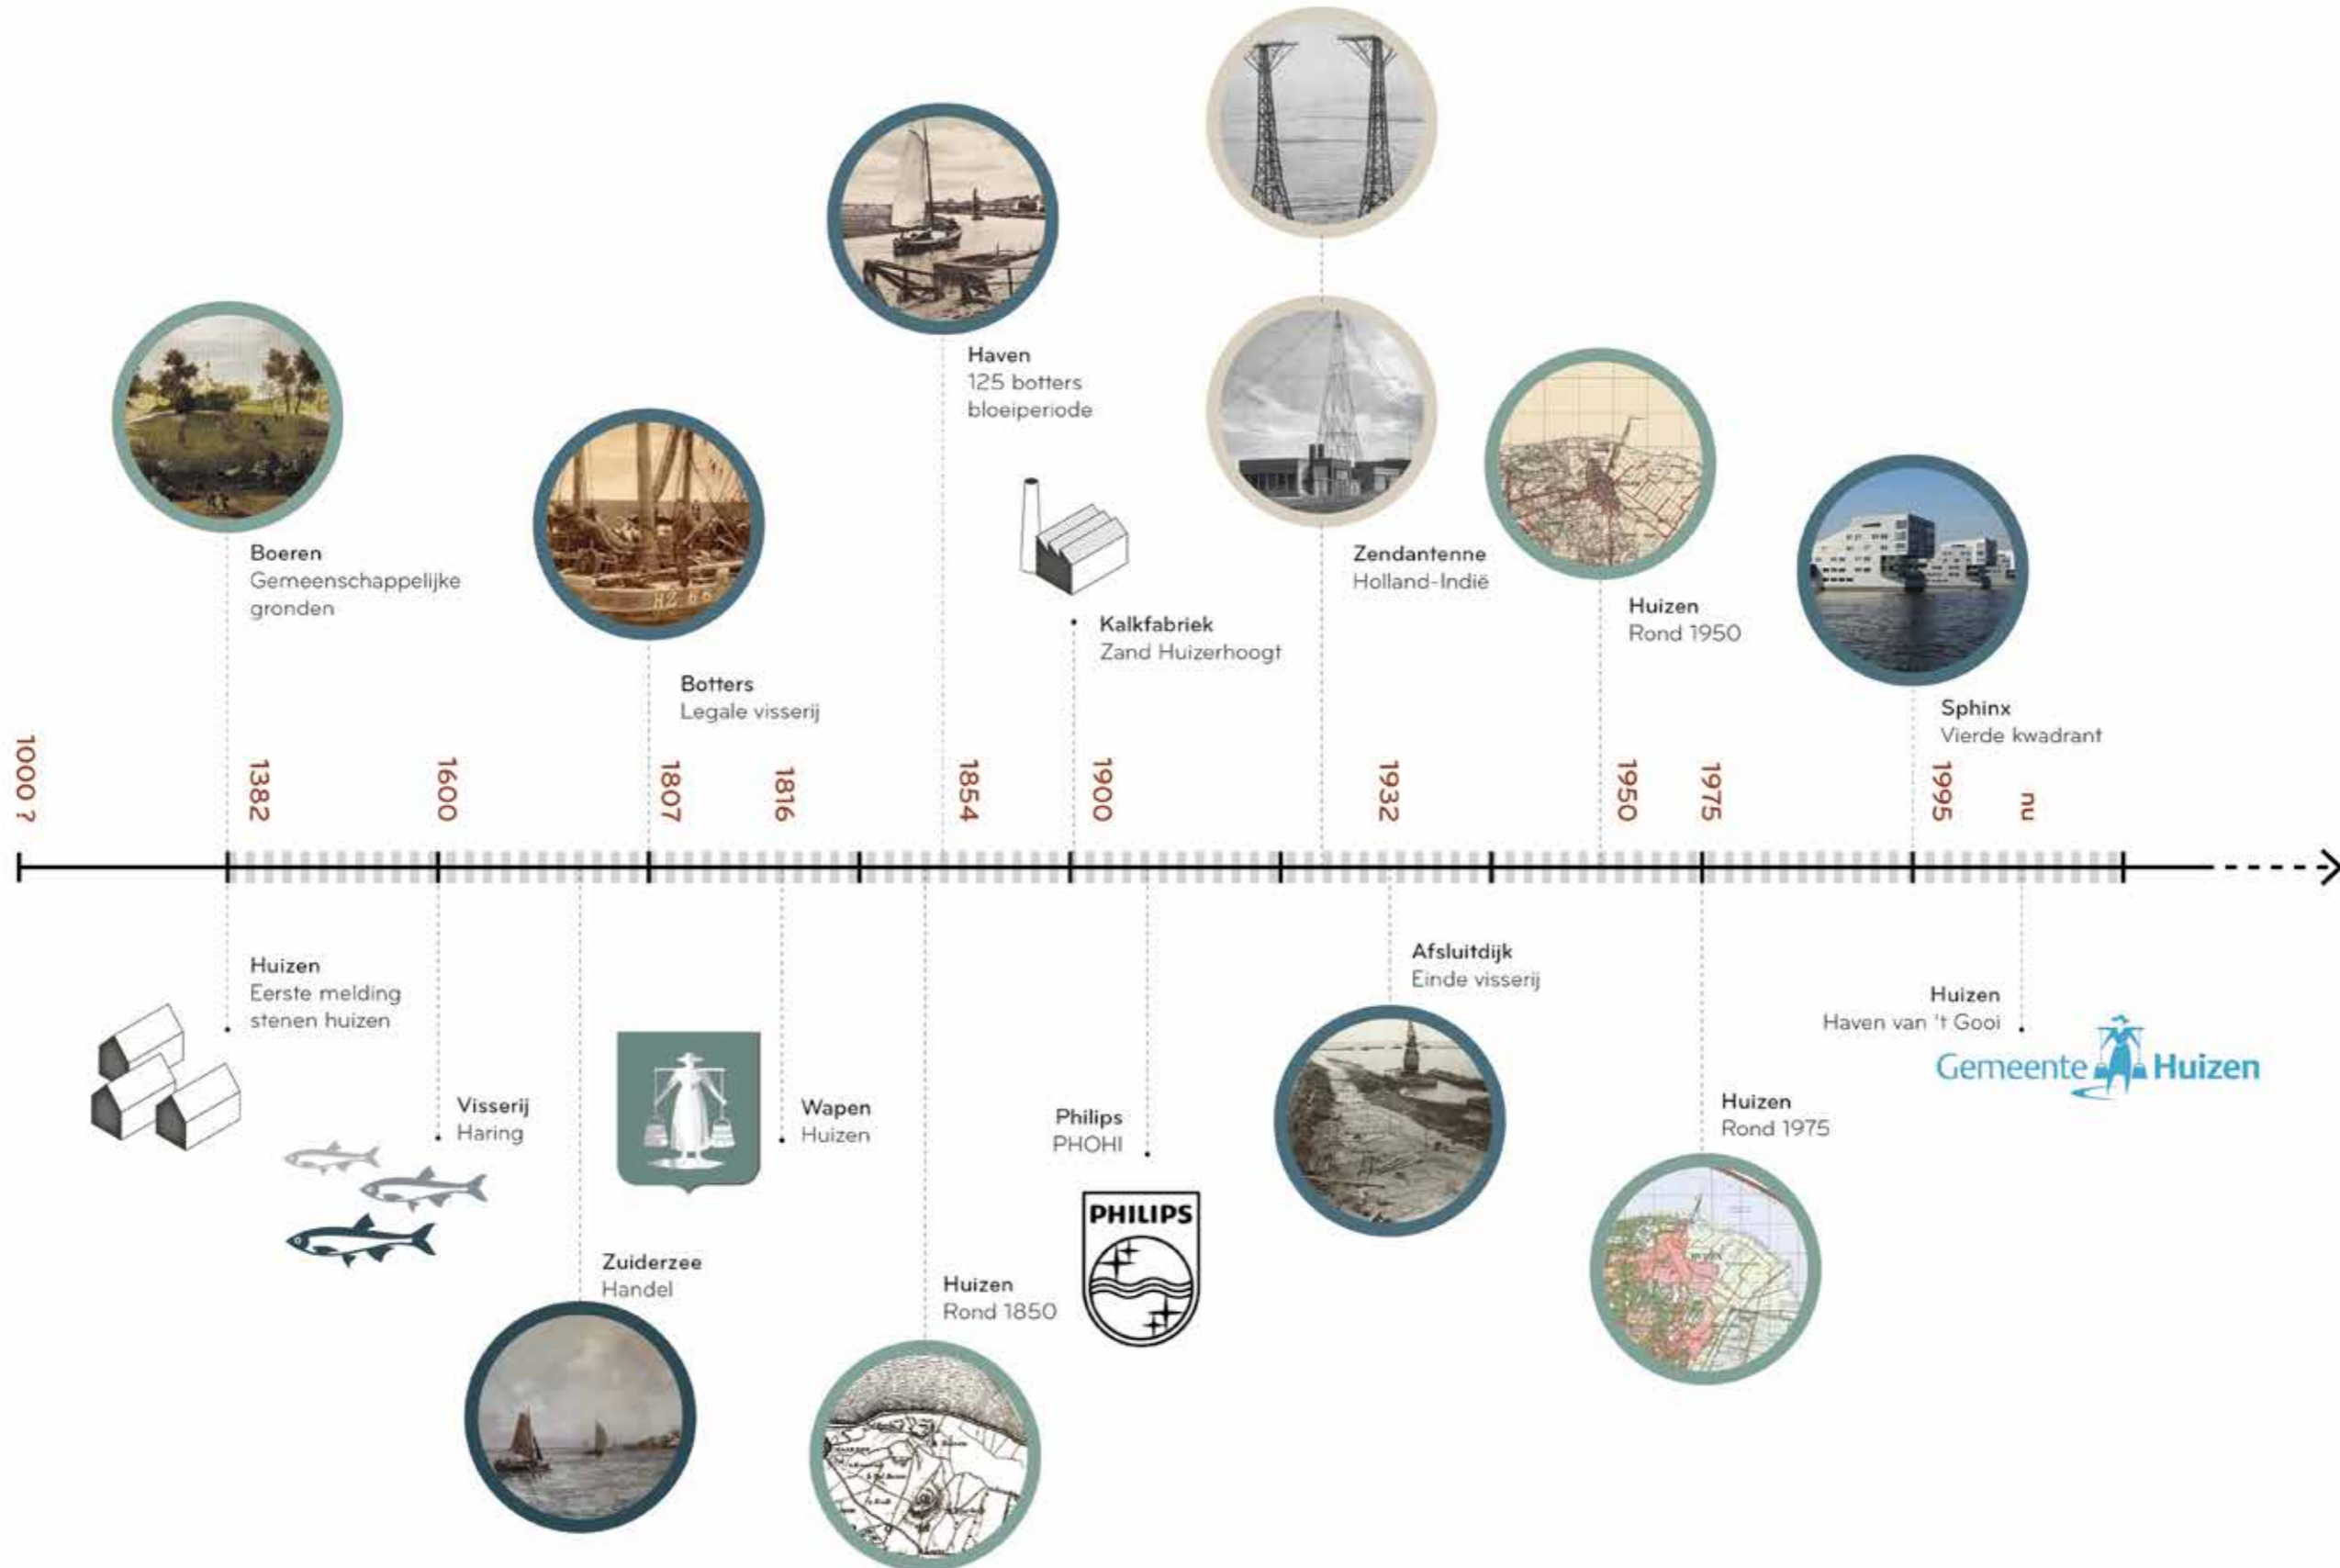 Haven
125 botters
bloeiperiode
Boeren
Gemeenschappelijke
gronden
HZ 66
Zendantenne
Holland-Indië
Huizen
Rond 1950
Kalkfabriek
Zand Huizerhoogt
Botters
Legale visserij
Sphinx
Vierde kwadrant
1000 ?
1382
1600
1807
1816
1854
1900
1932
1950
1975
1995
nu
Huizen
Eerste melding
stenen huizen
Afsluitdijk
Einde visserij
Huizen
Haven van 't Gooi
Gemeente Huizen
Visserij
Haring
Wapen
Huizen
Philips
PHOHI
Huizen
Rond 1975
PHILIPS
Zuiderzee
Handel
Huizen
Rond 1850